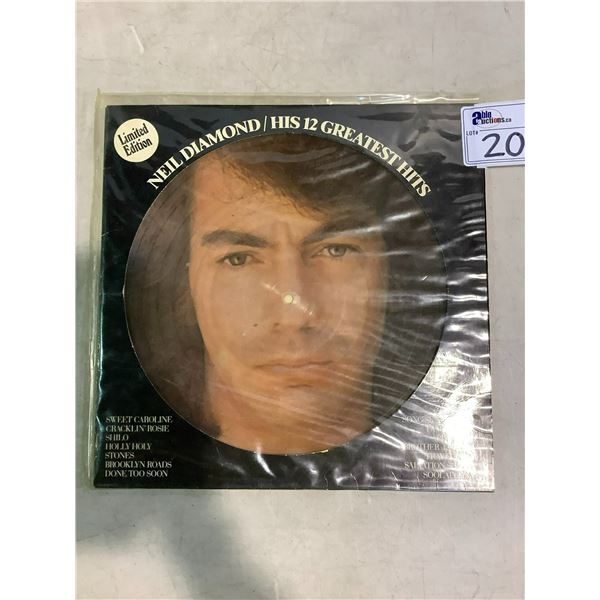 Limited
Edition
NEIL DIAMOND/HIS 12 GREATEST HITS
able
auctions.ca
LOT#
20
SWEET CAROLINE
CRACKLIN' ROSIE
SHILO
HOLLY HOLY
STONES
BROOKLYN ROADS
DONE TOO SOON
BROTHER